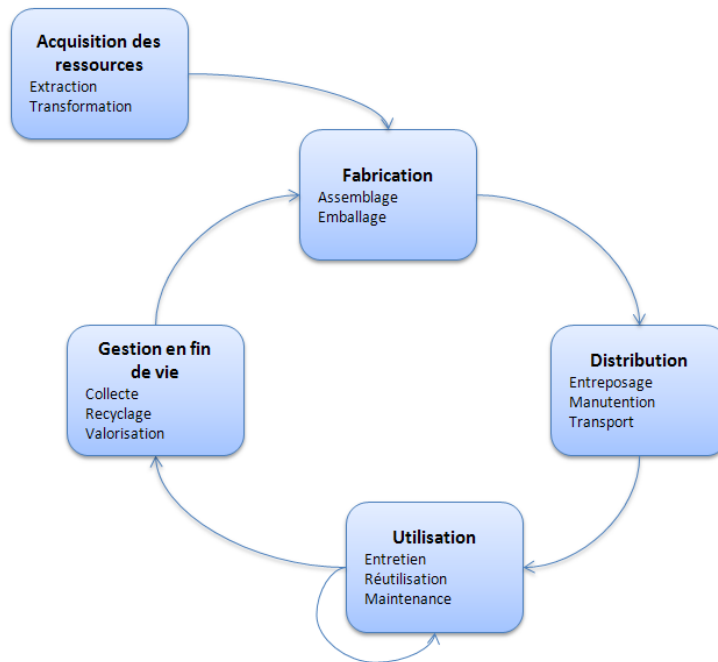 Acquisition des
ressources
Extraction
Transformation
Fabrication
Assemblage
Emballage
Distribution
Entreposage
Manutention
Transport
Utilisation
Entretien
Réutilisation
Maintenance
Gestion en fin
de vie
Collecte
Recyclage
Valorisation